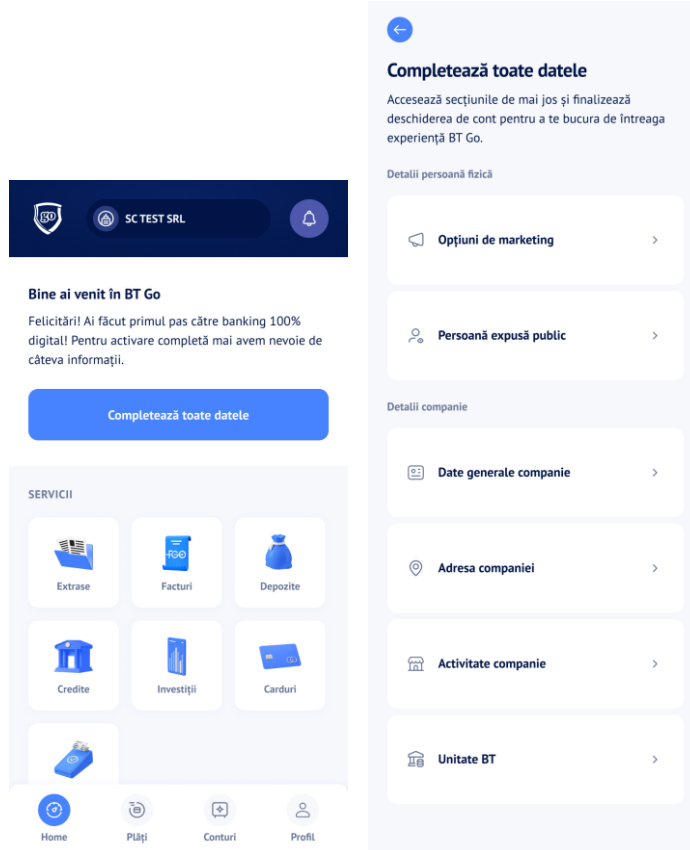 go
SC TEST SRL
Bine ai venit în BT Go
Felicitări! Ai făcut primul pas către banking 100%
digital! Pentru activare completă mai avem nevoie de
câteva informații.
Completează toate datele
SERVICII
Extrase
FGO
Facturi
Depozite
Credite
Investiții
Carduri
Home
Plăți
Conturi
Profil
Completează toate datele
Accesează secțiunile de mai jos și finalizează
deschiderea de cont pentru a te bucura de întreaga
experiență BT Go.
Detalii persoană fizică
Opțiuni de marketing
Persoană expusă public
Detalii companie
Date generale companie
Adresa companiei
Activitate companie
Unitate BT